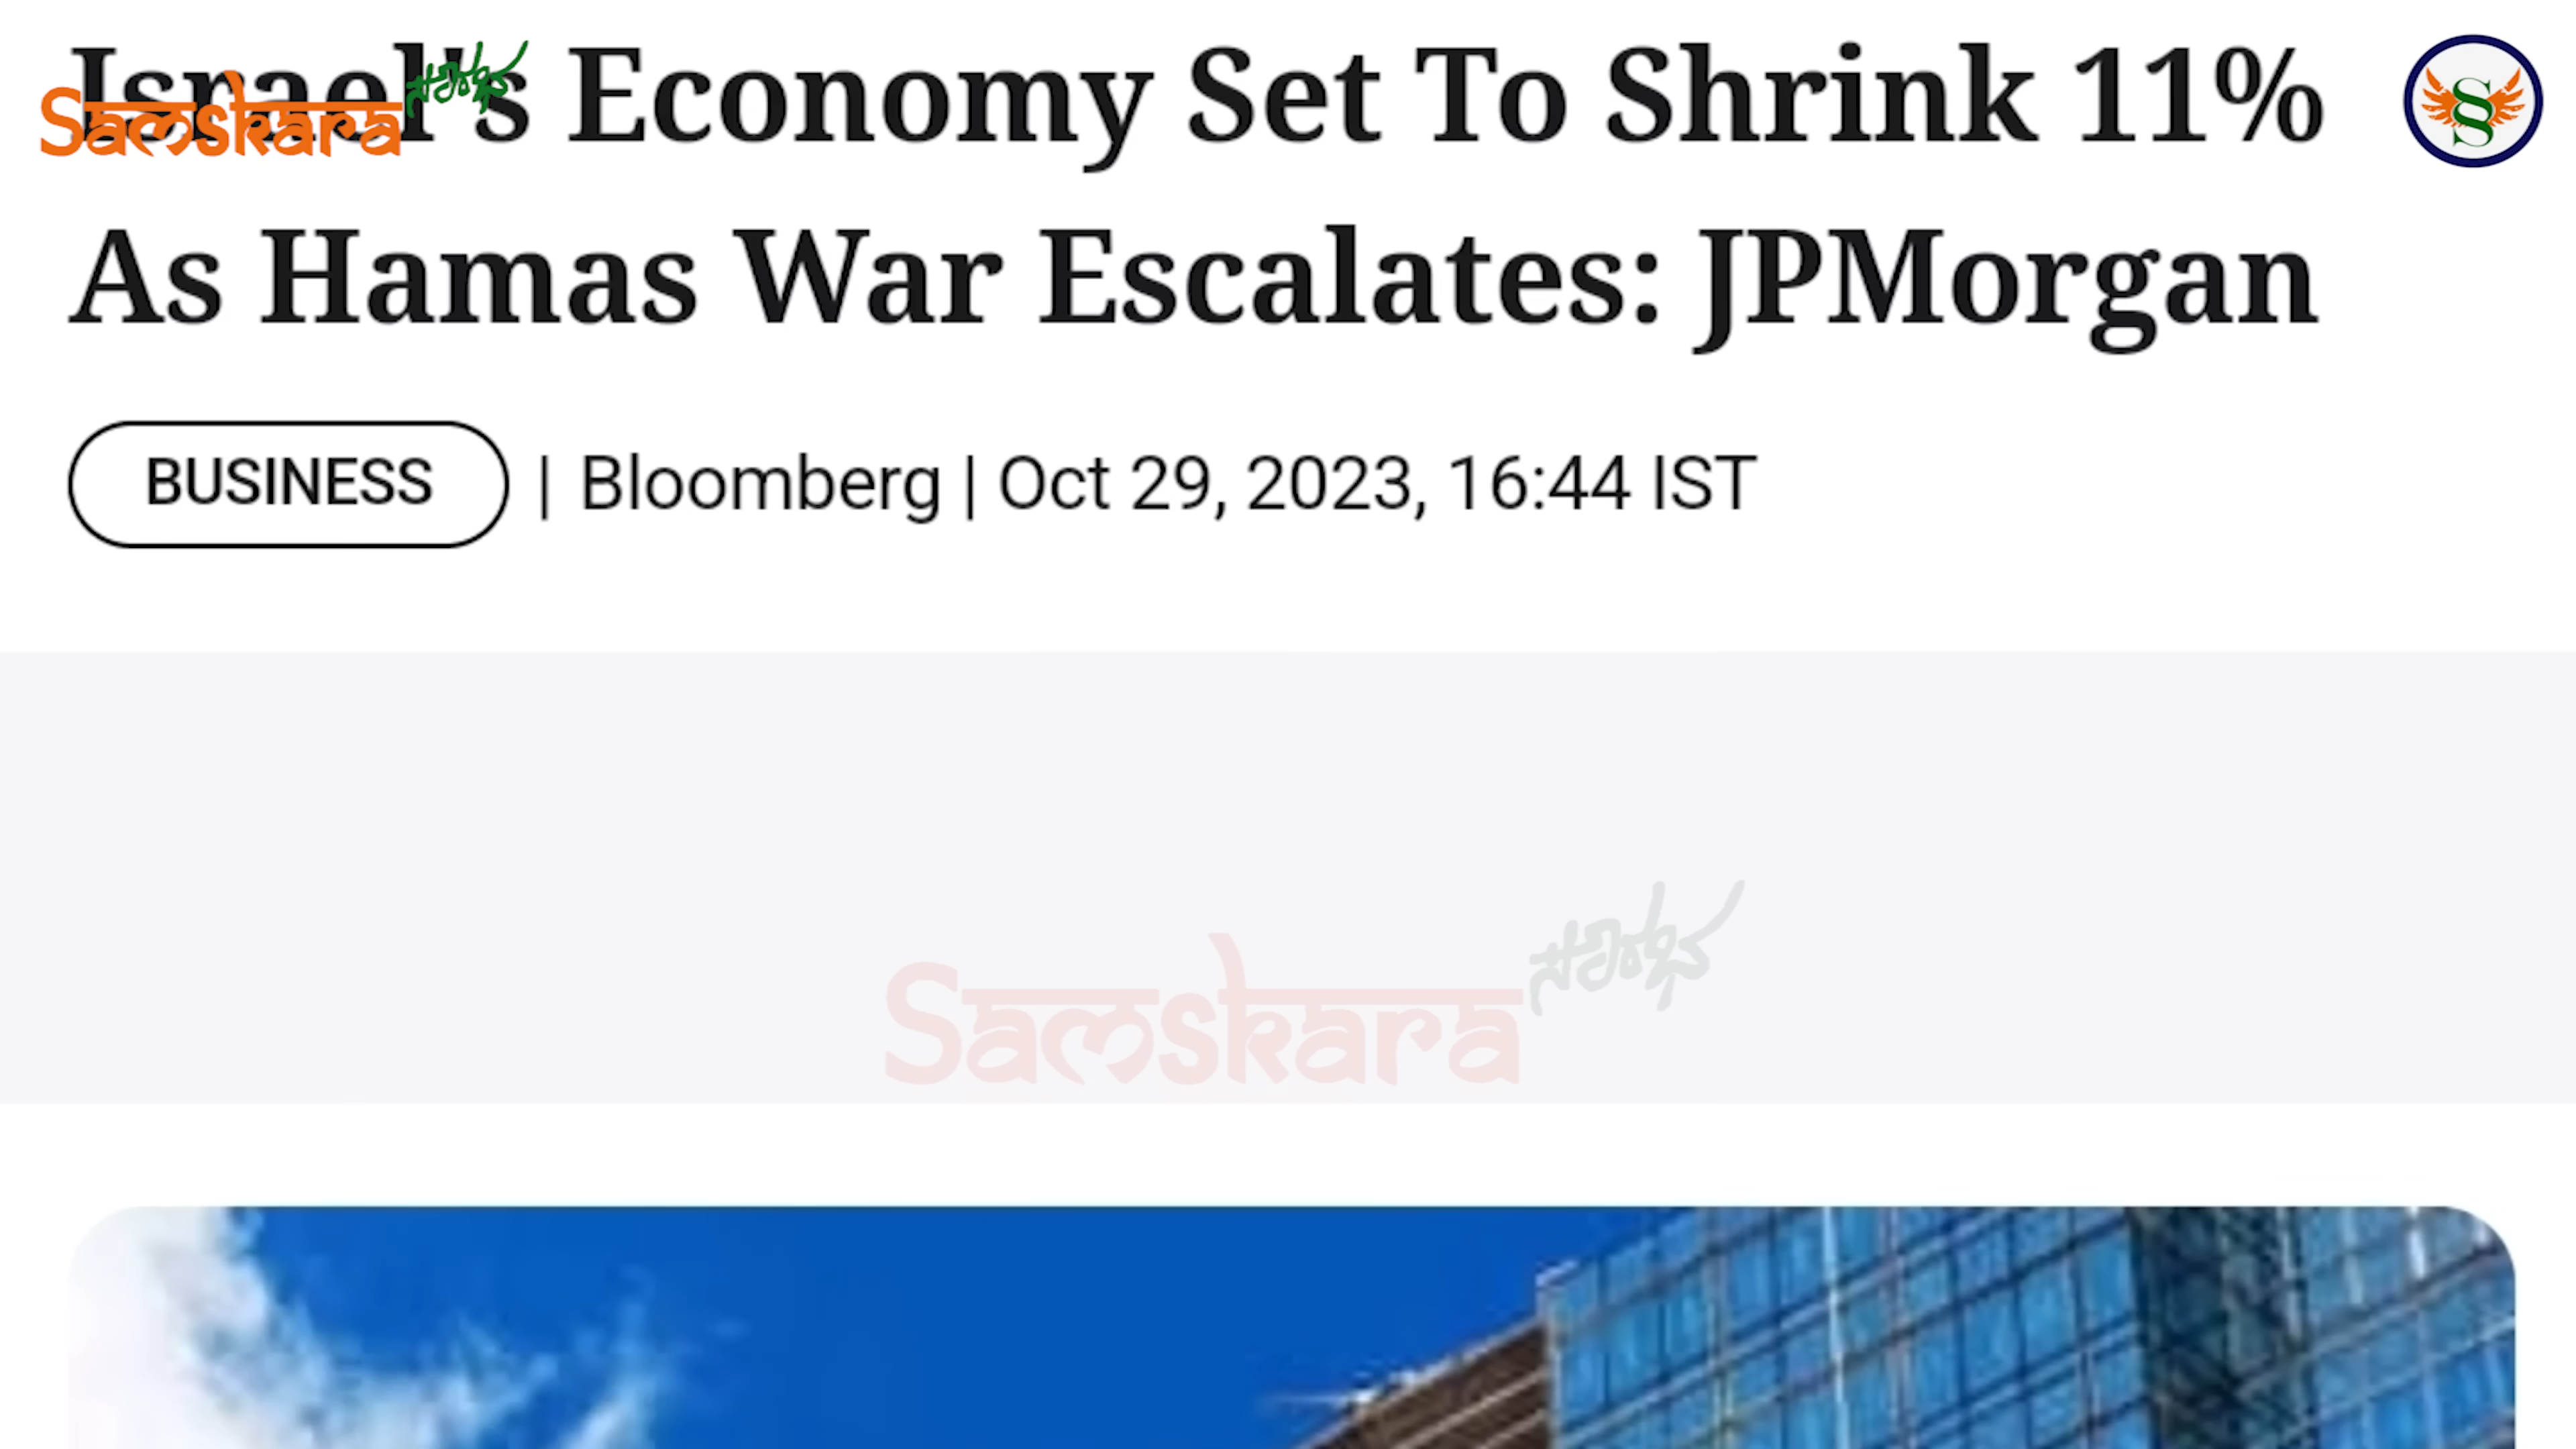 Israel's Economy Set To Shrink 11%
As Hamas War Escalates: JPMorgan
Samskara
BUSINESS | Bloomberg | Oct 29, 2023, 16:44 IST
Samskara